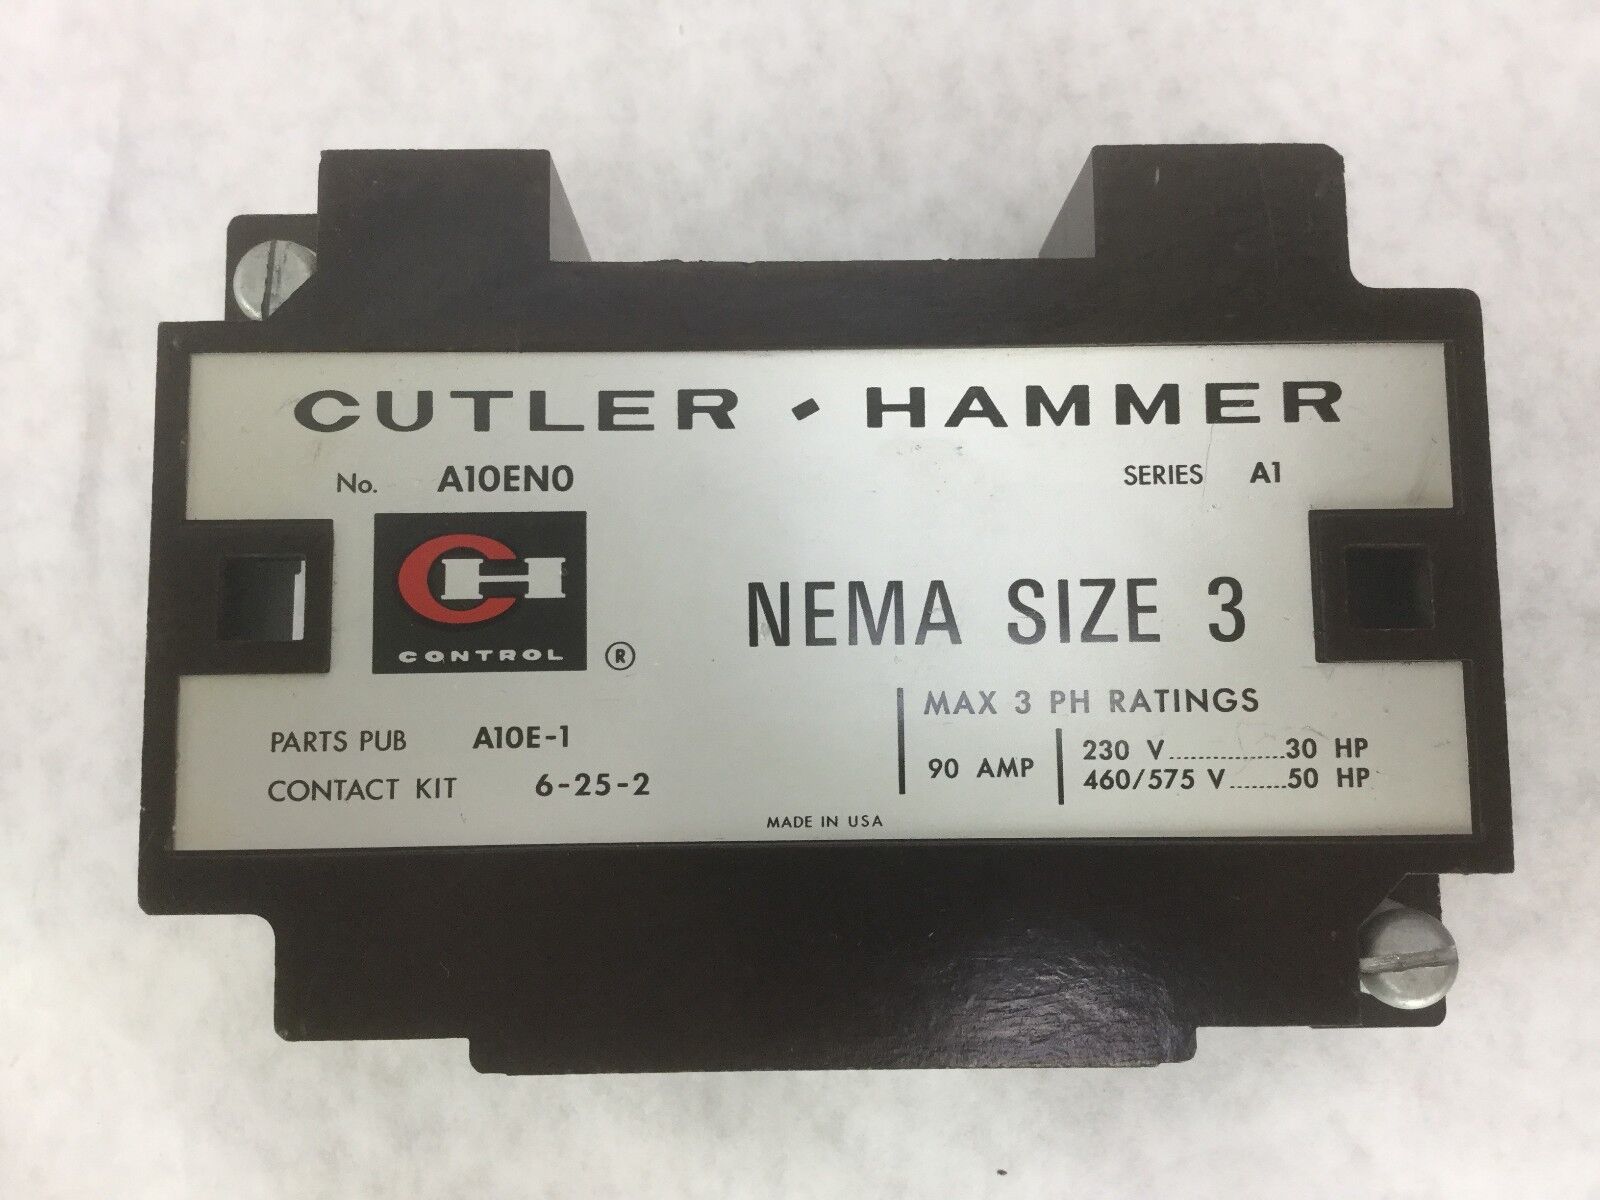 CUTLER-HAMMER
No. A10EN0 SERIES A1
CH
CONTROL ®
NEMA SIZE 3
PARTS PUB A10E-1
CONTACT KIT 6-25-2
MAX 3 PH RATINGS
90 AMP
230 V..............30 HP
460/575 V........50 HP
MADE IN USA